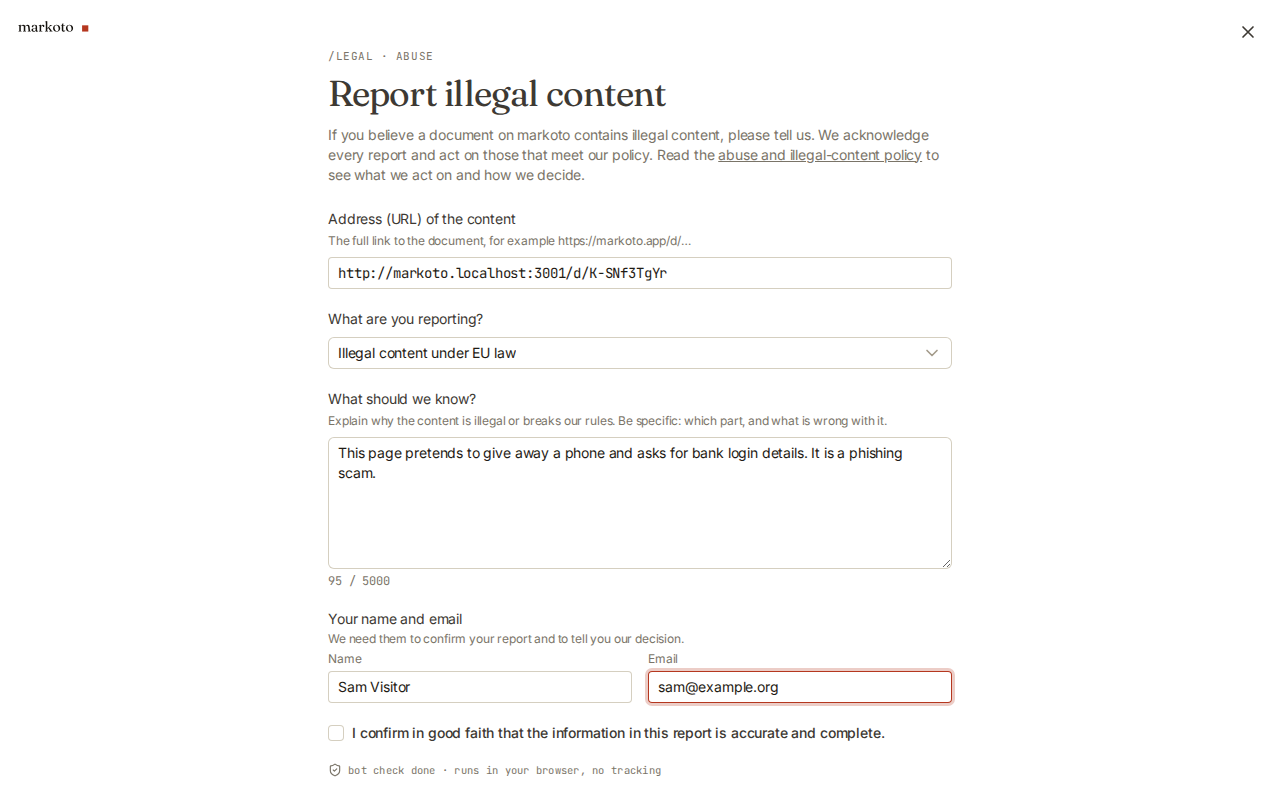 markoto
/LEGAL · ABUSE
Report illegal content
If you believe a document on markoto contains illegal content, please tell us. We acknowledge
every report and act on those that meet our policy. Read the abuse and illegal-content policy to
see what we act on and how we decide.
Address (URL) of the content
The full link to the document, for example https://markoto.app/d/...
http://markoto.localhost:3001/d/K-SNf3TgYr
What are you reporting?
Illegal content under EU law
What should we know?
Explain why the content is illegal or breaks our rules. Be specific: which part, and what is wrong with it.
This page pretends to give away a phone and asks for bank login details. It is a phishing
scam.
95 / 5000
Your name and email
We need them to confirm your report and to tell you our decision.
Name Email
Sam Visitor sam@example.org
I confirm in good faith that the information in this report is accurate and complete.
bot check done · runs in your browser, no tracking